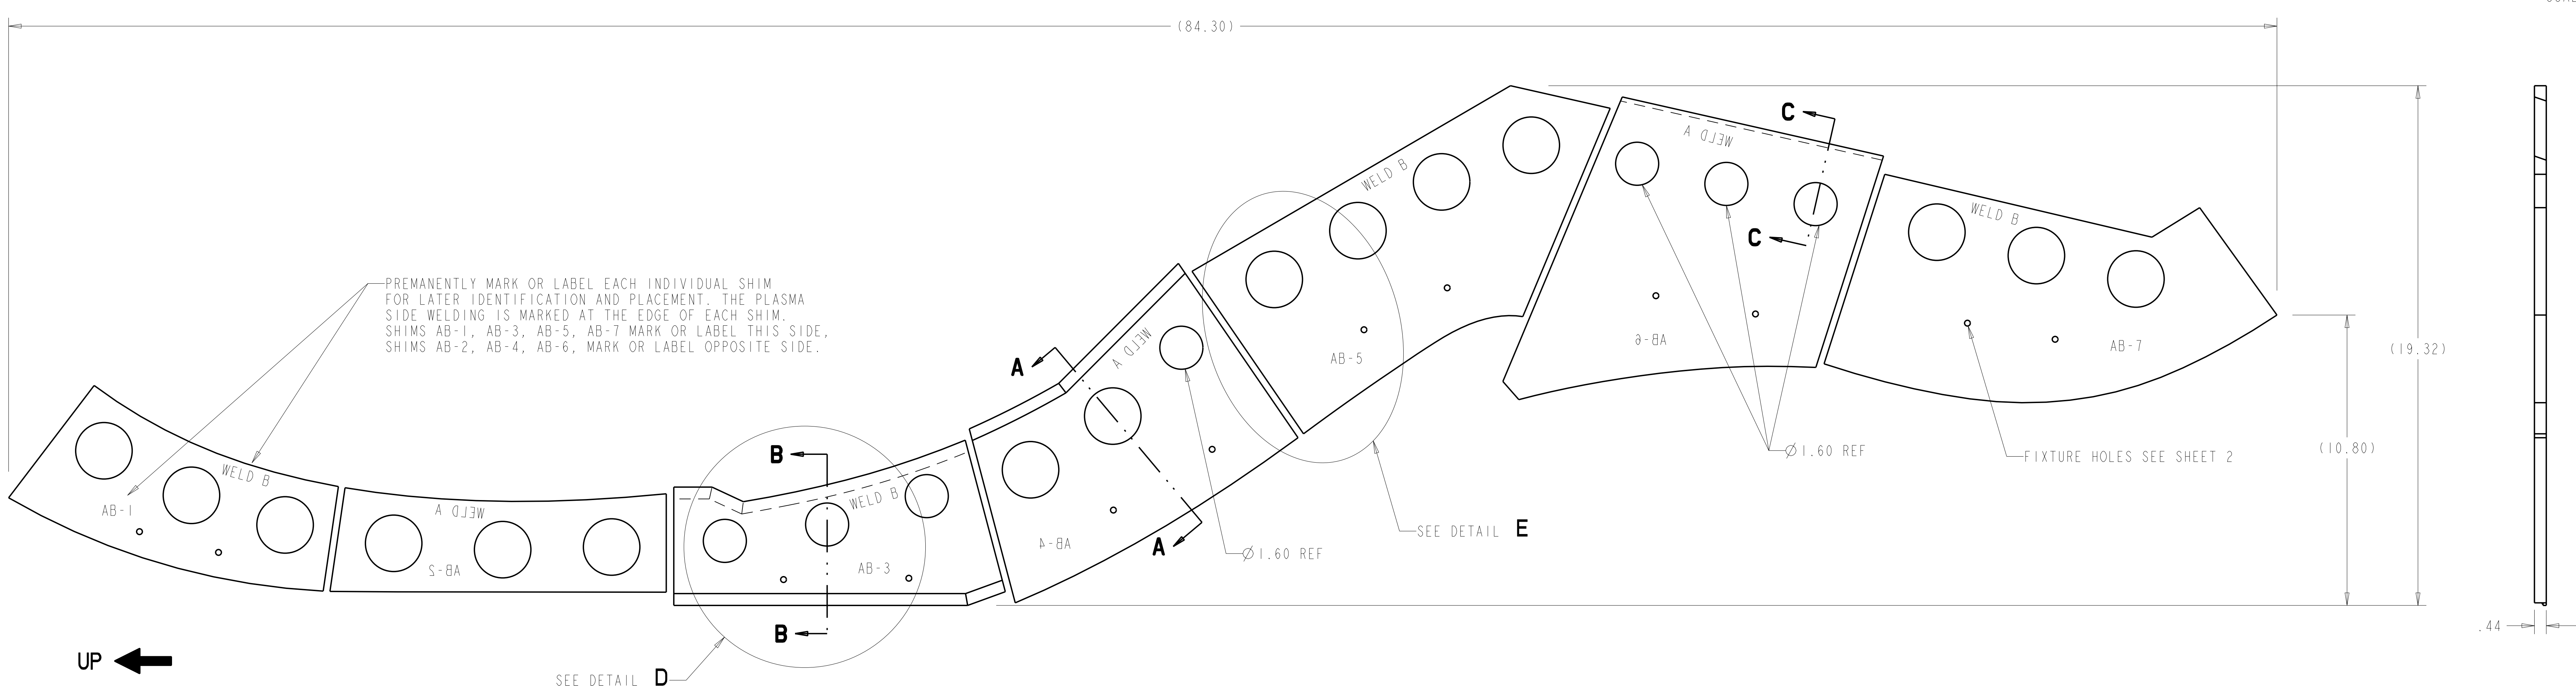 (84.30)
C
WELD A
C
WELD B
WELD B
PREMANENTLY MARK OR LABEL EACH INDIVIDUAL SHIM
FOR LATER IDENTIFICATION AND PLACEMENT. THE PLASMA
SIDE WELDING IS MARKED AT THE EDGE OF EACH SHIM.
SHIMS AB-1, AB-3, AB-5, AB-7 MARK OR LABEL THIS SIDE,
SHIMS AB-2, AB-4, AB-6, MARK OR LABEL OPPOSITE SIDE.
WELD A
AB-6
AB-7
(19.32)
AB-5
A
B
WELD B
Ø1.60 REF
FIXTURE HOLES SEE SHEET 2
(10.80)
WELD B
AB-1
WELD A
SEE DETAIL E
AB-4
A
Ø1.60 REF
AB-2
AB-3
.44
B
UP
SEE DETAIL D